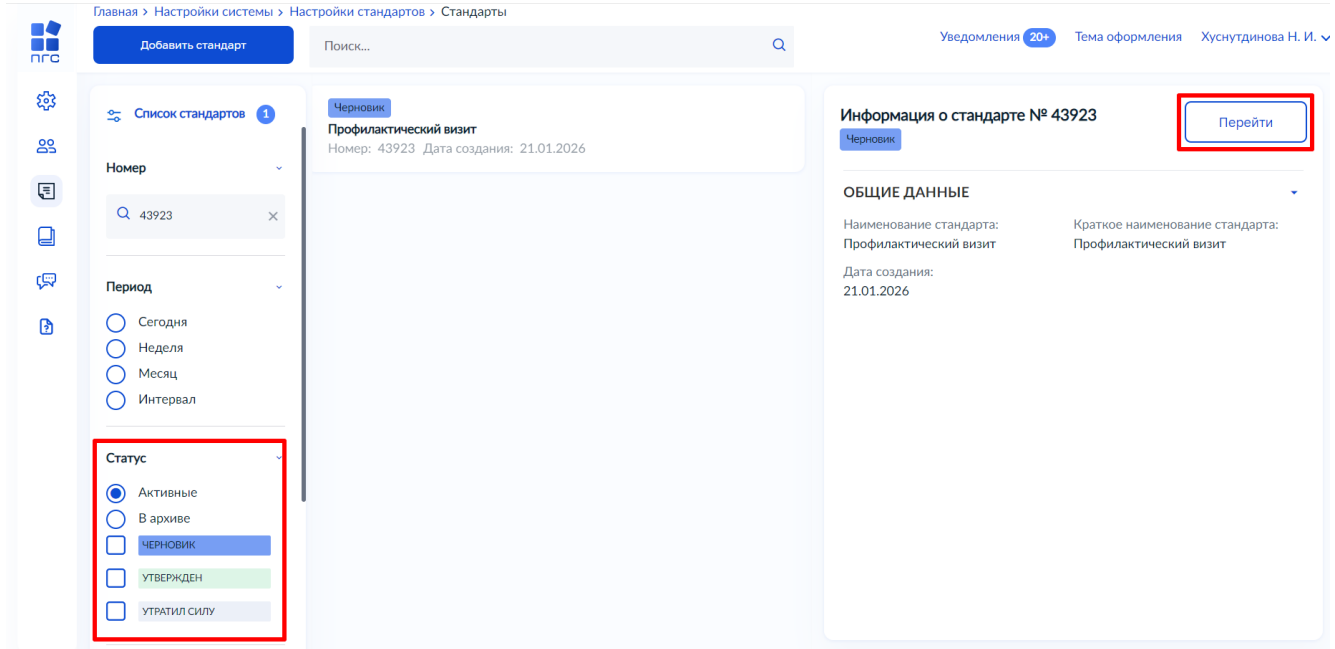 Главная > Настройки системы > Настройки стандартов > Стандарты
ПГС
Добавить стандарт
Поиск...
Уведомления 20+ Тема оформления Хуснутдинова Н. И.
Список стандартов 1
Номер
43923
Период
Сегодня
Неделя
Месяц
Интервал
Статус
Активные
В архиве
ЧЕРНОВИК
УТВЕРЖДЕН
УТРАТИЛ СИЛУ
Черновик
Профилактический визит
Номер: 43923 Дата создания: 21.01.2026
Информация о стандарте № 43923
Перейти
Черновик
ОБЩИЕ ДАННЫЕ
Наименование стандарта: Краткое наименование стандарта:
Профилактический визит Профилактический визит
Дата создания:
21.01.2026